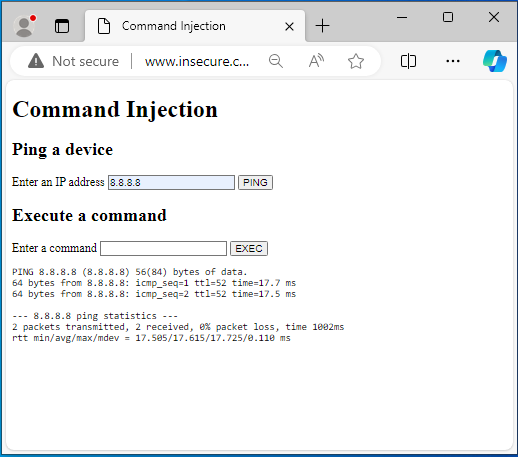 Command Injection
Not secure
www.insecure.c...
Command Injection
Ping a device
Enter an IP address 8.8.8.8 PING
Execute a command
Enter a command EXEC
PING 8.8.8.8 (8.8.8.8) 56(84) bytes of data.
64 bytes from 8.8.8.8: icmp_seq=1 ttl=52 time=17.7 ms
64 bytes from 8.8.8.8: icmp_seq=2 ttl=52 time=17.5 ms
--- 8.8.8.8 ping statistics ---
2 packets transmitted, 2 received, 0% packet loss, time 1002ms
rtt min/avg/max/mdev = 17.505/17.615/17.725/0.110 ms